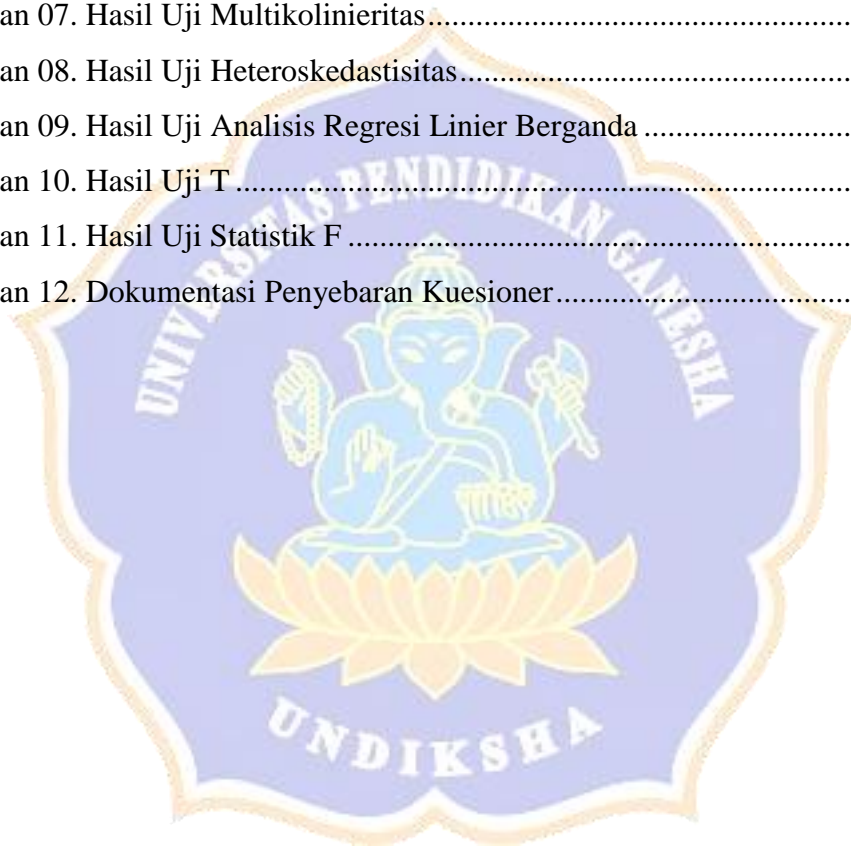 an 07. Hasil Uji Multikolinieritas.......................................................
an 08. Hasil Uji Heteroskedastisitas...................................................
an 09. Hasil Uji Analisis Regresi Linier Berganda ...........................
an 10. Hasil Uji T..................................................................................
an 11. Hasil Uji Statistik F ..................................................................
an 12. Dokumentasi Penyebaran Kuesioner.......................................
UNIVERSITAS PENDIDIKAN GANESHA
UNDIKSHA